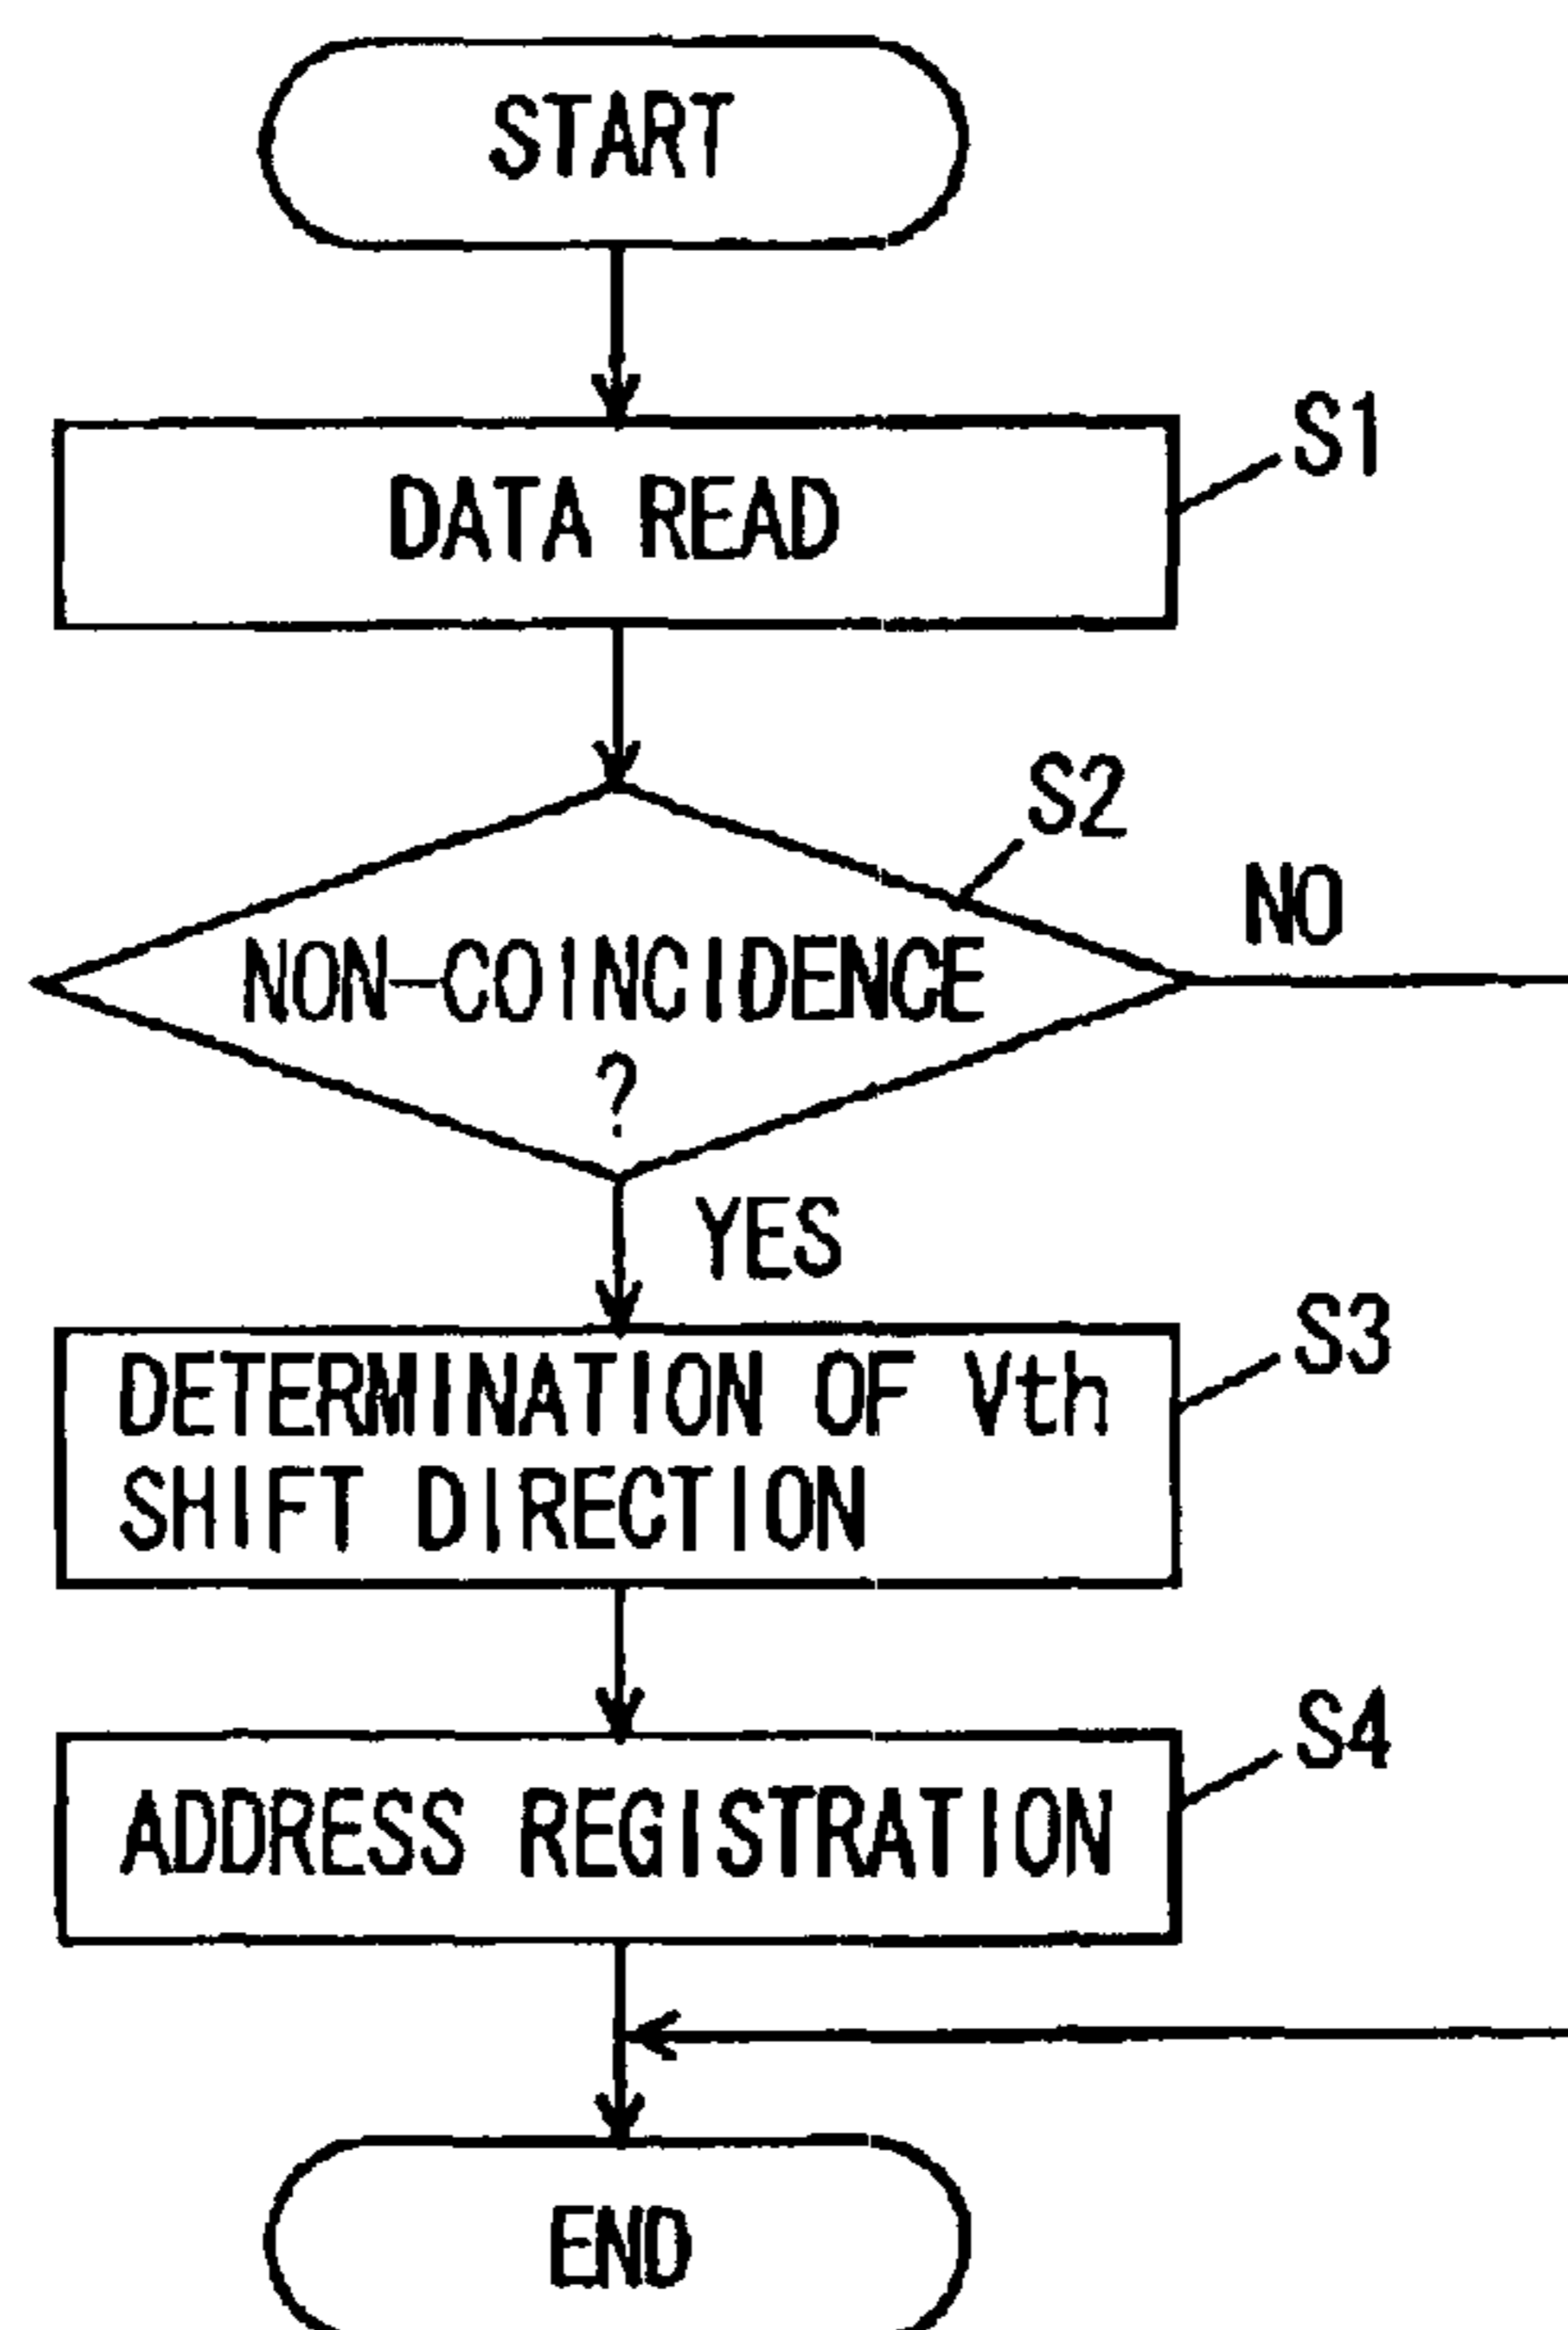 START
DATA READ
S1
S2
NO
NON-COINCIDENCE
?
YES
S3
DETERMINATION OF Vth
SHIFT DIRECTION
S4
ADDRESS REGISTRATION
END